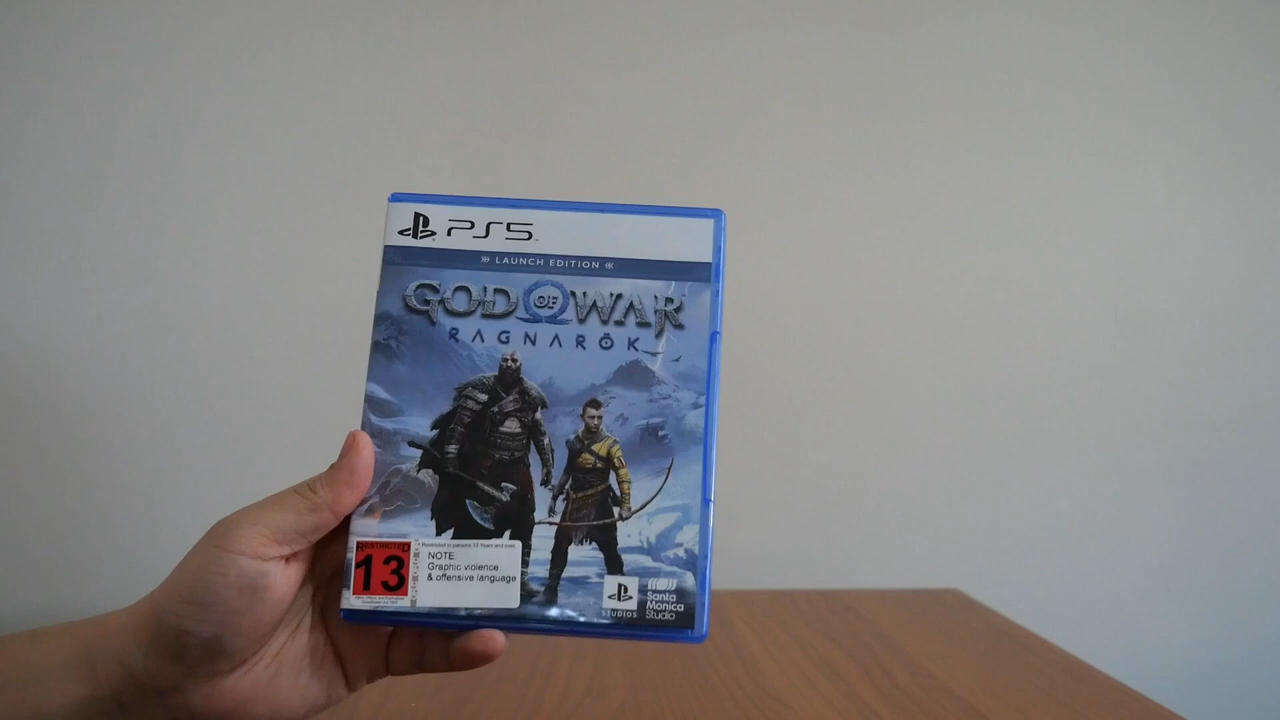 PS5
LAUNCH EDITION
GOD OF WAR
RAGNARÖK
RESTRICTED
13
Restricted to persons 13 Years and over.
NOTE:
Graphic violence
& offensive language
STUDIOS
Santa
Monica
Studio